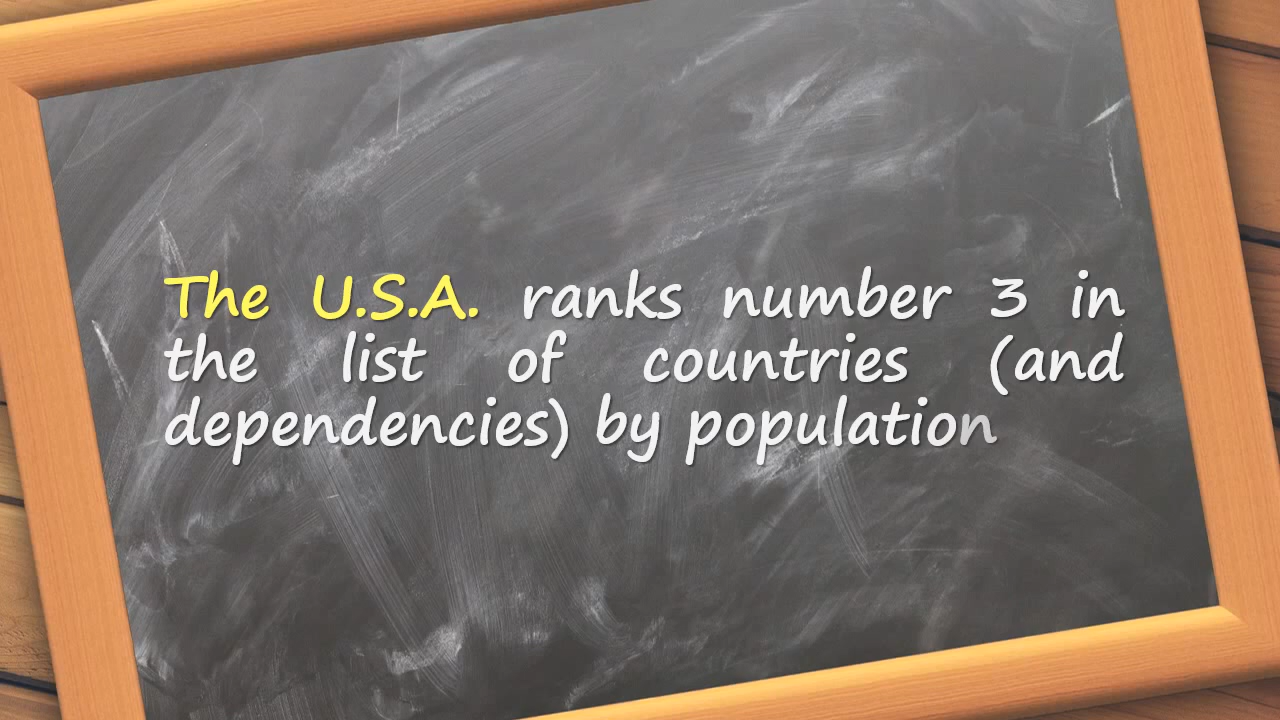 The U.S.A. ranks number 3 in
the list of countries (and
dependencies) by population